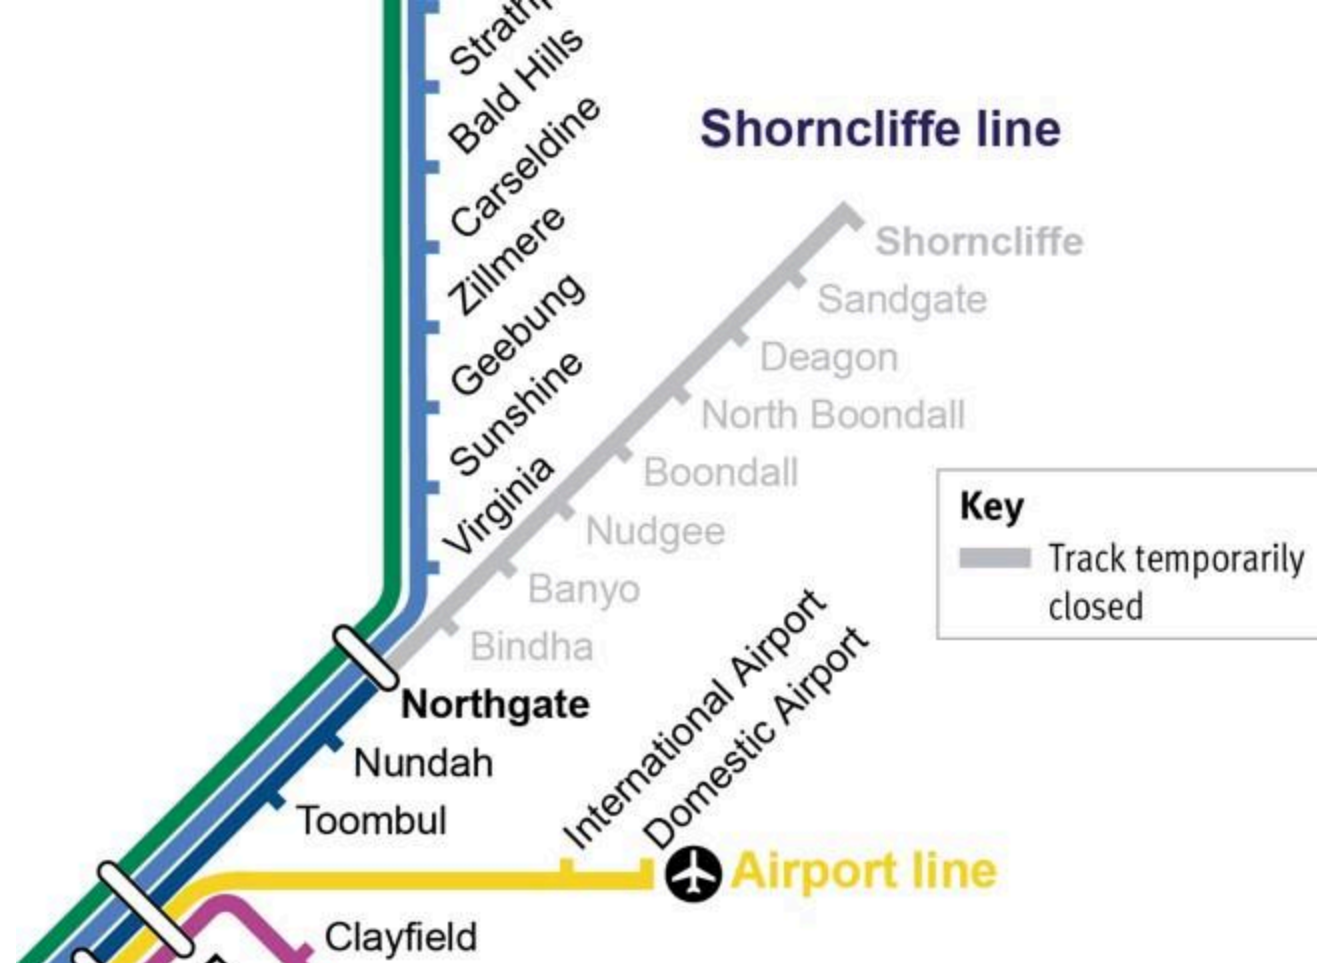 Bald Hills
Carseldine
Zillmere
Geebung
Sunshine
Virginia
Shorncliffe line
Shorncliffe
Sandgate
Deagon
North Boondall
Boondall
Nudgee
Banyo
Bindha
Northgate
Nundah
Toombul
Key
Track temporarily
closed
International Airport
Domestic Airport
Airport line
Clayfield